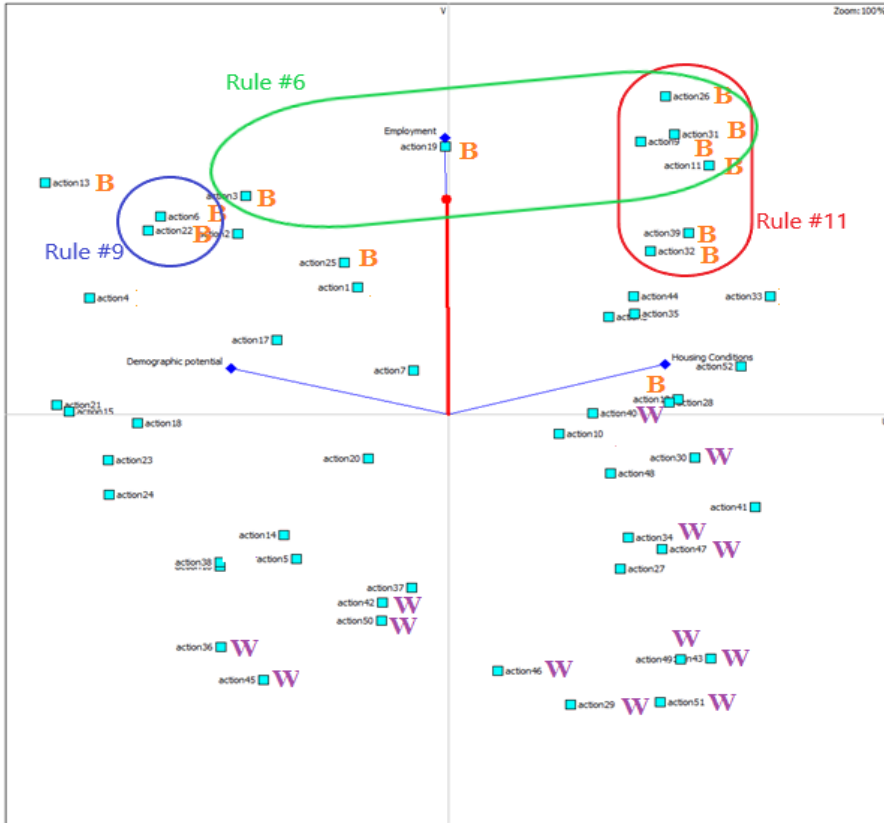 V
Zoom:100%
Rule #6
action26 B
Employment
action31 B
action19 B
action9 B
action11 B
action13 B
action3 B
action6 B
action22 B
action2
Rule #9
Rule #11
action39 B
action32 B
action25 B
action1
action4
action44
action33
action35
action17
Demographic potential
Housing Conditions
action7
action52
B
action21
action15
action28
action40 W
action18
action10
action23
action20
action30 W
action48
action24
action41
action14
action34 W
action47 W
action5
action38
action27
action37
action42 W
action50 W
action36 W
W
action49
action43 W
action45 W
action46 W
action29 W
action51 W